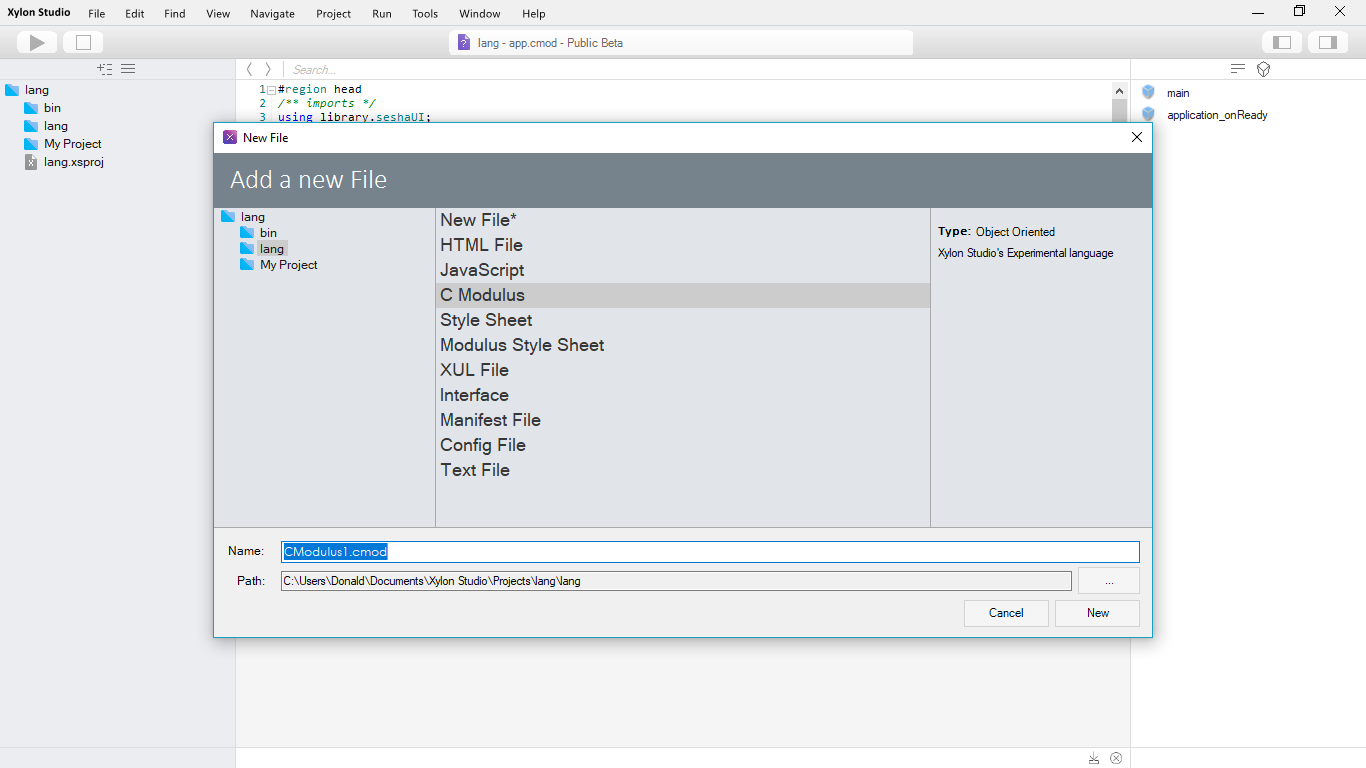 Xylon Studio File Edit Find View Navigate Project Run Tools Window Help
lang - app.cmod - Public Beta
Search...
lang
bin
lang
My Project
lang.xsproj
1 #region head
2 /** imports */
3 using library.seshaUI;
main
application_onReady
New File
Add a new File
lang
bin
lang
My Project
New File*
HTML File
JavaScript
C Modulus
Style Sheet
Modulus Style Sheet
XUL File
Interface
Manifest File
Config File
Text File
Type: Object Oriented
Xylon Studio's Experimental language
Name: CModulus1.cmod
Path: C:\Users\Donald\Documents\Xylon Studio\Projects\lang\lang ...
Cancel New